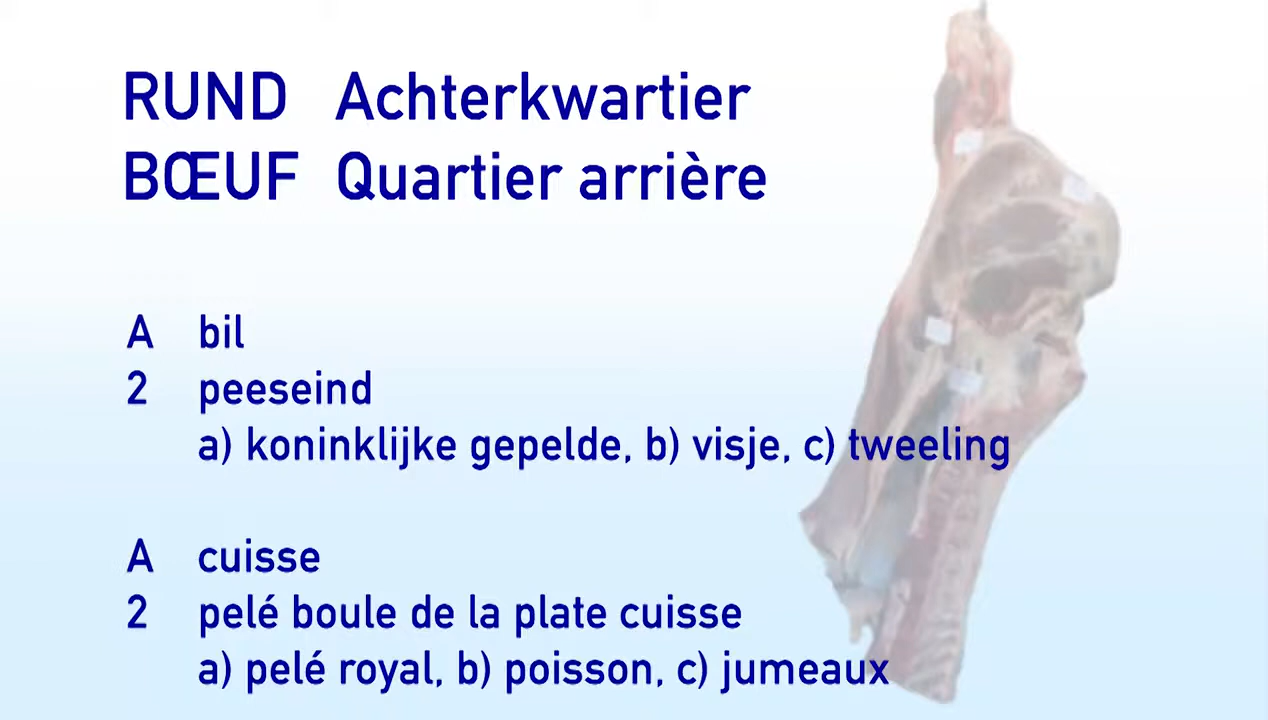 RUND Achterkwartier
BŒUF Quartier arrière
A bil
2 peeseind
a) koninklijke gepelde, b) visje, c) tweeling
A cuisse
2 pelé boule de la plate cuisse
a) pelé royal, b) poisson, c) jumeaux